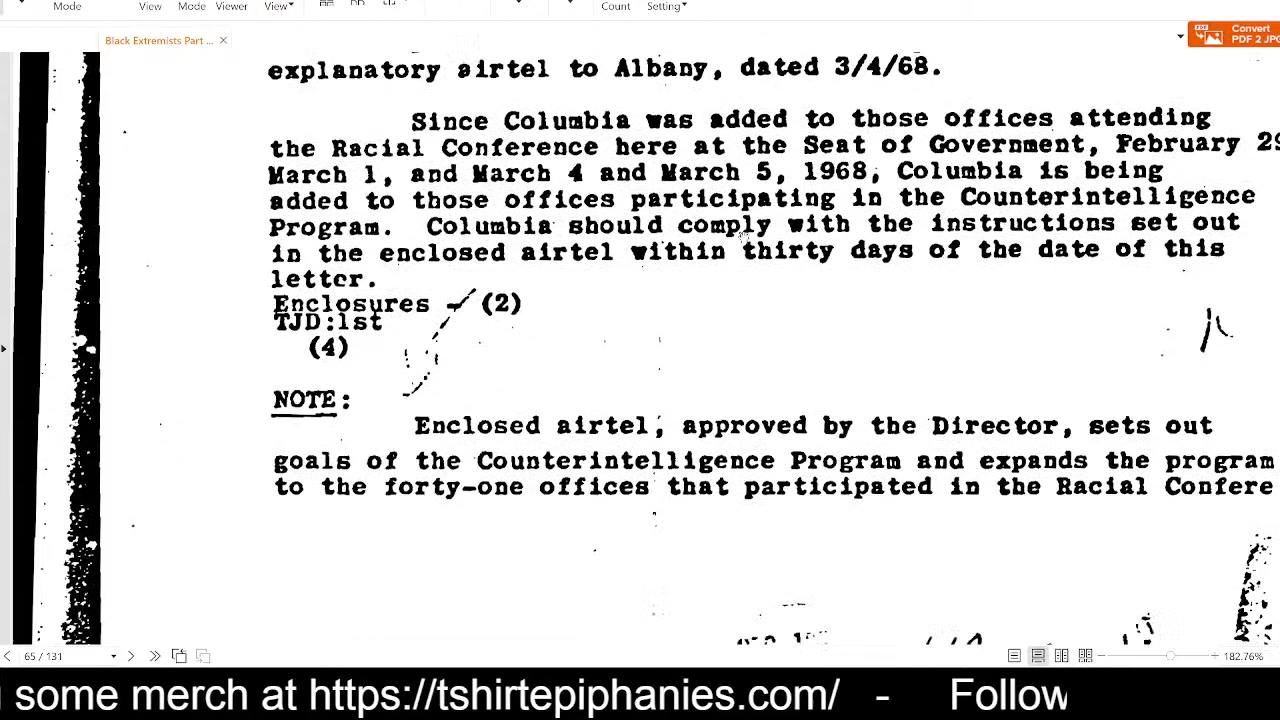 Mode
View
Mode
Viewer
View
Count
Setting
Black Extremists Part ...
Convert
PDF 2 JPG
explanatory airtel to Albany, dated 3/4/68.
Since Columbia was added to those offices attending
the Racial Conference here at the Seat of Government, February 29
March 1, and March 4 and March 5, 1968, Columbia is being
added to those offices participating in the Counterintelligence
Program. Columbia should comply with the instructions set out
in the enclosed airtel within thirty days of the date of this
letter.
Enclosures - (2)
TJD:lst
(4)
NOTE:
Enclosed airtel, approved by the Director, sets out
goals of the Counterintelligence Program and expands the program
to the forty-one offices that participated in the Racial Confere
65 / 131
182.76%
some merch at https://tshirtepiphanies.com/ - Follow